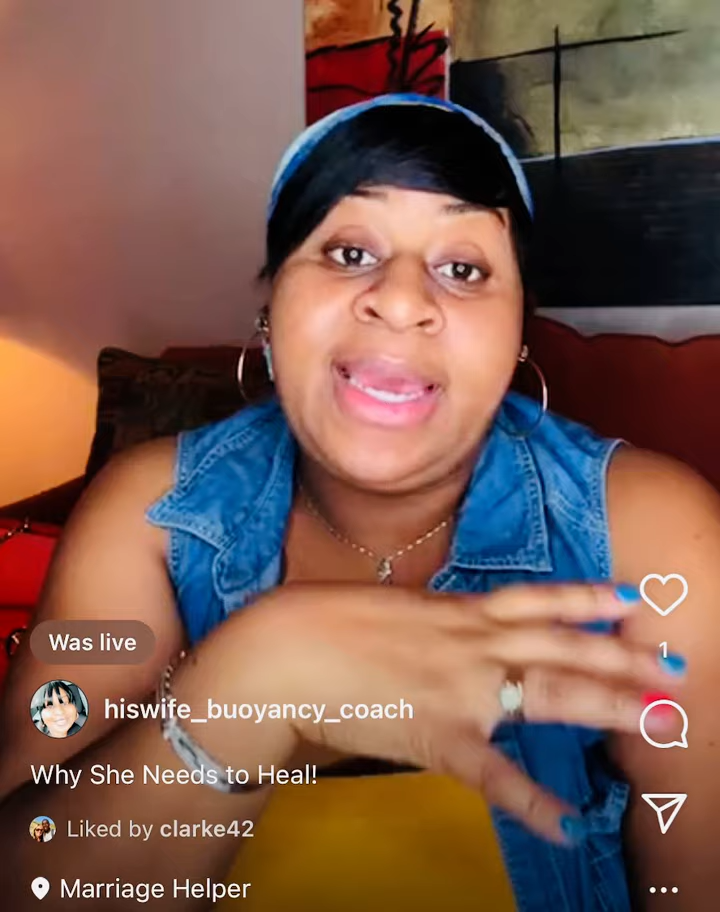 Was live
1
hiswife_buoyancy_coach
Why She Needs to Heal!
Liked by clarke42
Marriage Helper